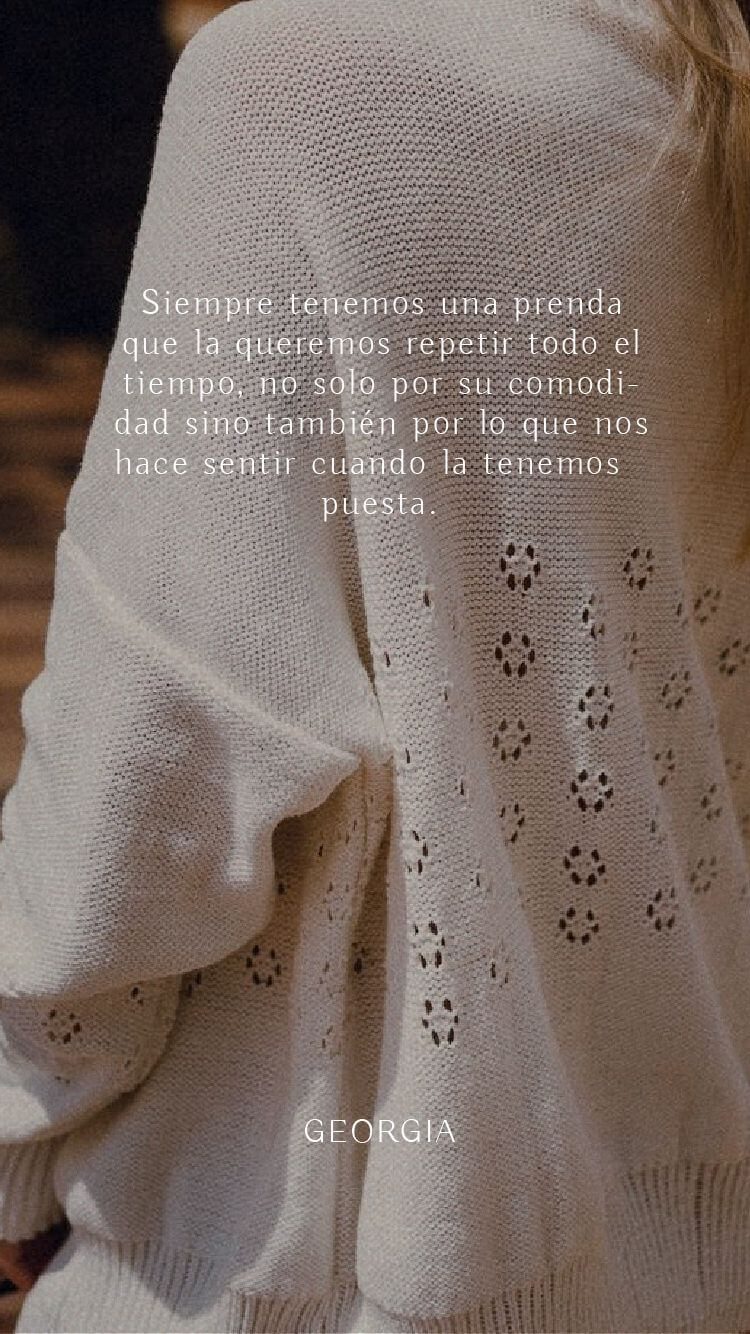 Siempre tenemos una prenda
que la queremos repetir todo el
tiempo, no solo por su comodi-
dad sino también por lo que nos
hace sentir cuando la tenemos
puesta.
GEORGIA